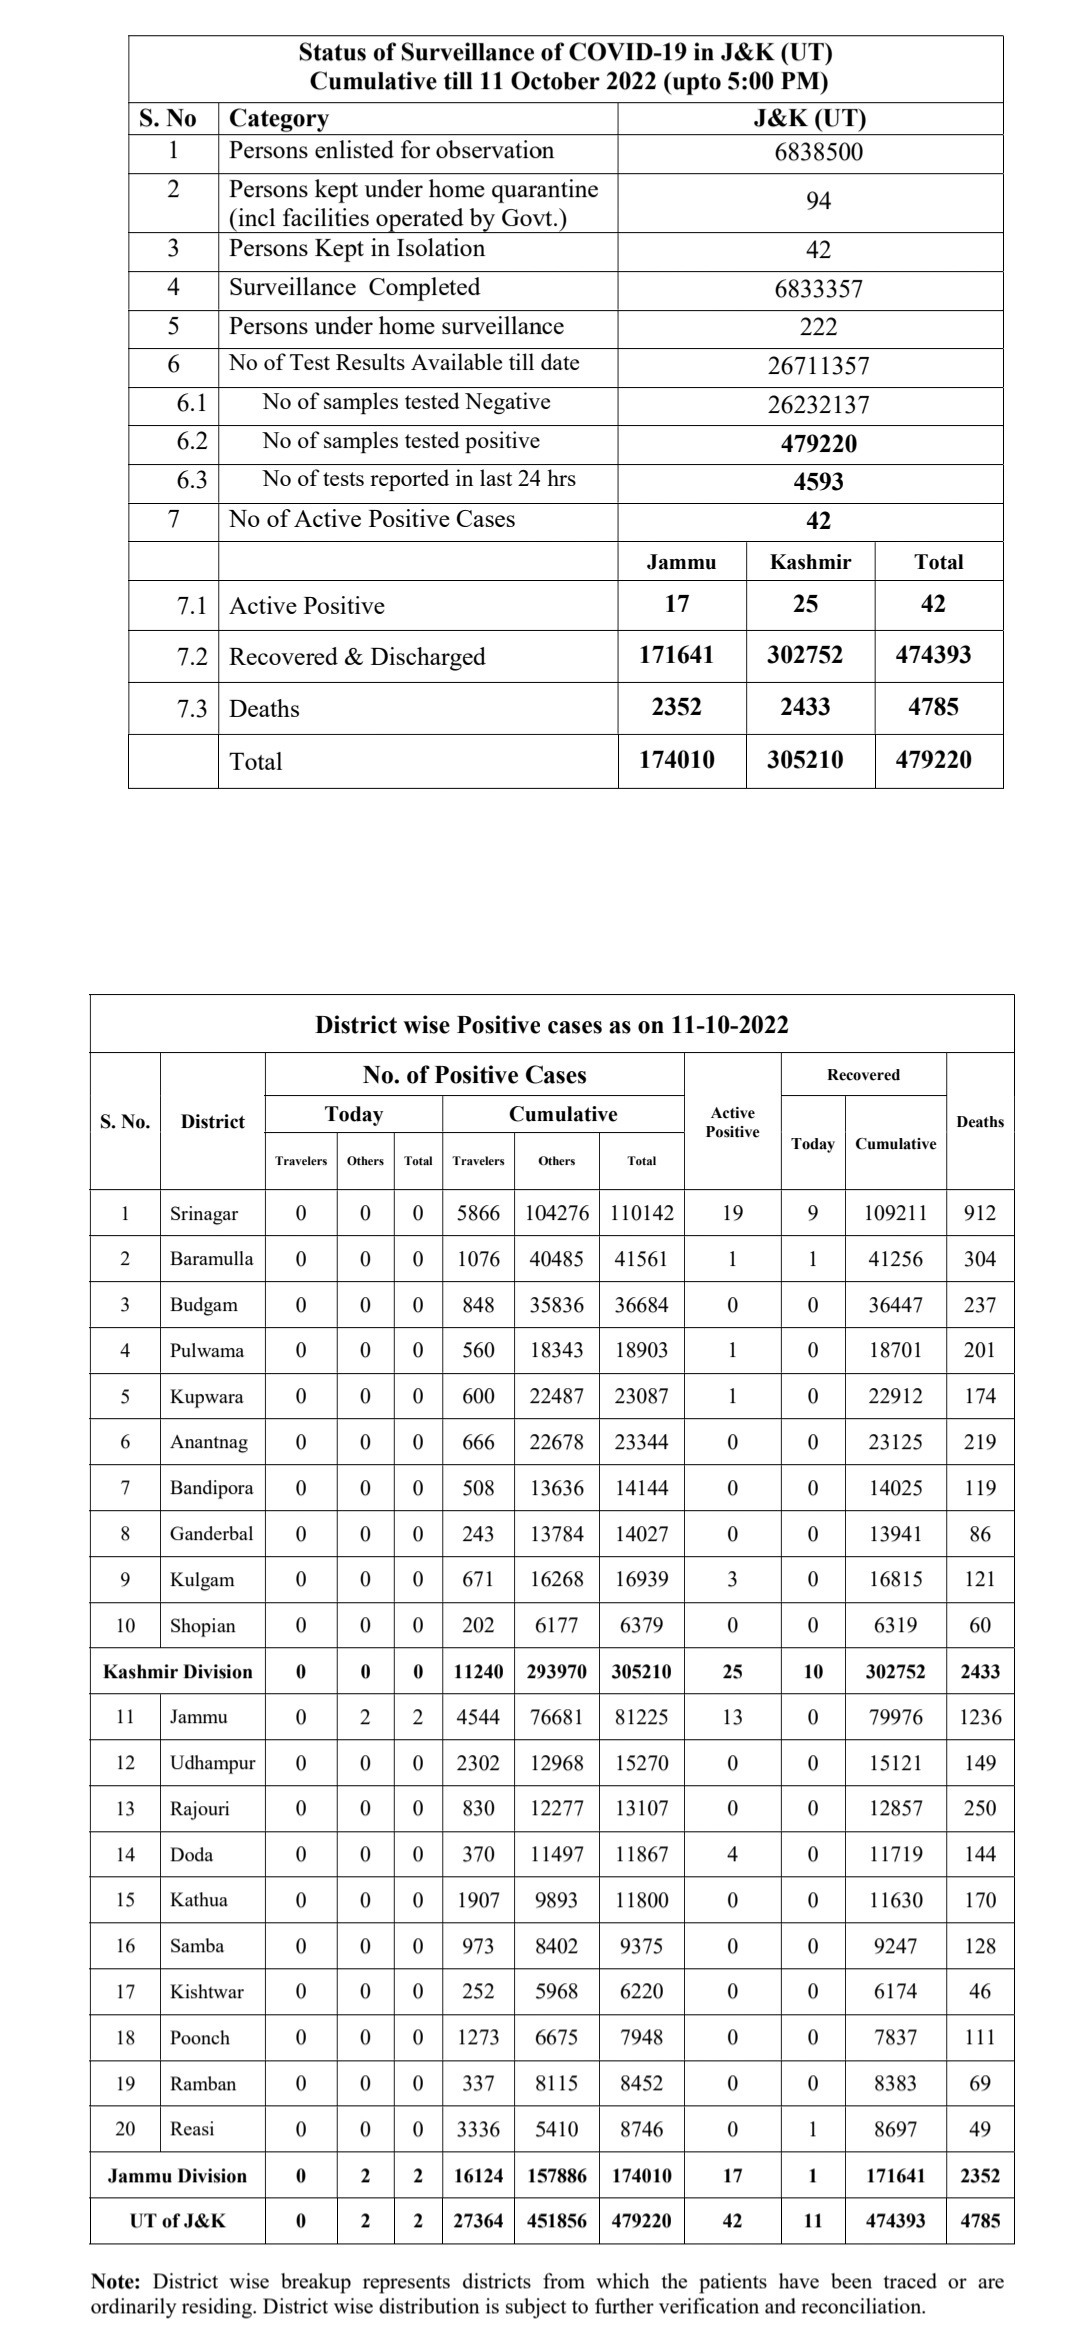 Status of Surveillance of COVID-19 in J&K (UT)
Cumulative till 11 October 2022 (upto 5:00 PM)
S. No Category J&K (UT)
1 Persons enlisted for observation 6838500
2 Persons kept under home quarantine
(incl facilities operated by Govt.) 94
3 Persons Kept in Isolation 42
4 Surveillance Completed 6833357
5 Persons under home surveillance 222
6 No of Test Results Available till date 26711357
6.1 No of samples tested Negative 26232137
6.2 No of samples tested positive 479220
6.3 No of tests reported in last 24 hrs 4593
7 No of Active Positive Cases 42
Jammu Kashmir Total
7.1 Active Positive 17 25 42
7.2 Recovered & Discharged 171641 302752 474393
7.3 Deaths 2352 2433 4785
Total 174010 305210 479220
District wise Positive cases as on 11-10-2022
No. of Positive Cases Recovered
Today Cumulative
S. No. District Active
Positive Deaths
Today Cumulative
Travelers Others Total Travelers Others Total
1 Srinagar 0 0 0 5866 104276 110142 19 9 109211 912
2 Baramulla 0 0 0 1076 40485 41561 1 1 41256 304
3 Budgam 0 0 0 848 35836 36684 0 0 36447 237
4 Pulwama 0 0 0 560 18343 18903 1 0 18701 201
5 Kupwara 0 0 0 600 22487 23087 1 0 22912 174
6 Anantnag 0 0 0 666 22678 23344 0 0 23125 219
7 Bandipora 0 0 0 508 13636 14144 0 0 14025 119
8 Ganderbal 0 0 0 243 13784 14027 0 0 13941 86
9 Kulgam 0 0 0 671 16268 16939 3 0 16815 121
10 Shopian 0 0 0 202 6177 6379 0 0 6319 60
Kashmir Division 0 0 0 11240 293970 305210 25 10 302752 2433
11 Jammu 0 2 2 4544 76681 81225 13 0 79976 1236
12 Udhampur 0 0 0 2302 12968 15270 0 0 15121 149
13 Rajouri 0 0 0 830 12277 13107 0 0 12857 250
14 Doda 0 0 0 370 11497 11867 4 0 11719 144
15 Kathua 0 0 0 1907 9893 11800 0 0 11630 170
16 Samba 0 0 0 973 8402 9375 0 0 9247 128
17 Kishtwar 0 0 0 252 5968 6220 0 0 6174 46
18 Poonch 0 0 0 1273 6675 7948 0 0 7837 111
19 Ramban 0 0 0 337 8115 8452 0 0 8383 69
20 Reasi 0 0 0 3336 5410 8746 0 1 8697 49
Jammu Division 0 2 2 16124 157886 174010 17 1 171641 2352
UT of J&K 0 2 2 27364 451856 479220 42 11 474393 4785
Note: District wise breakup represents districts from which the patients have been traced or are
ordinarily residing. District wise distribution is subject to further verification and reconciliation.